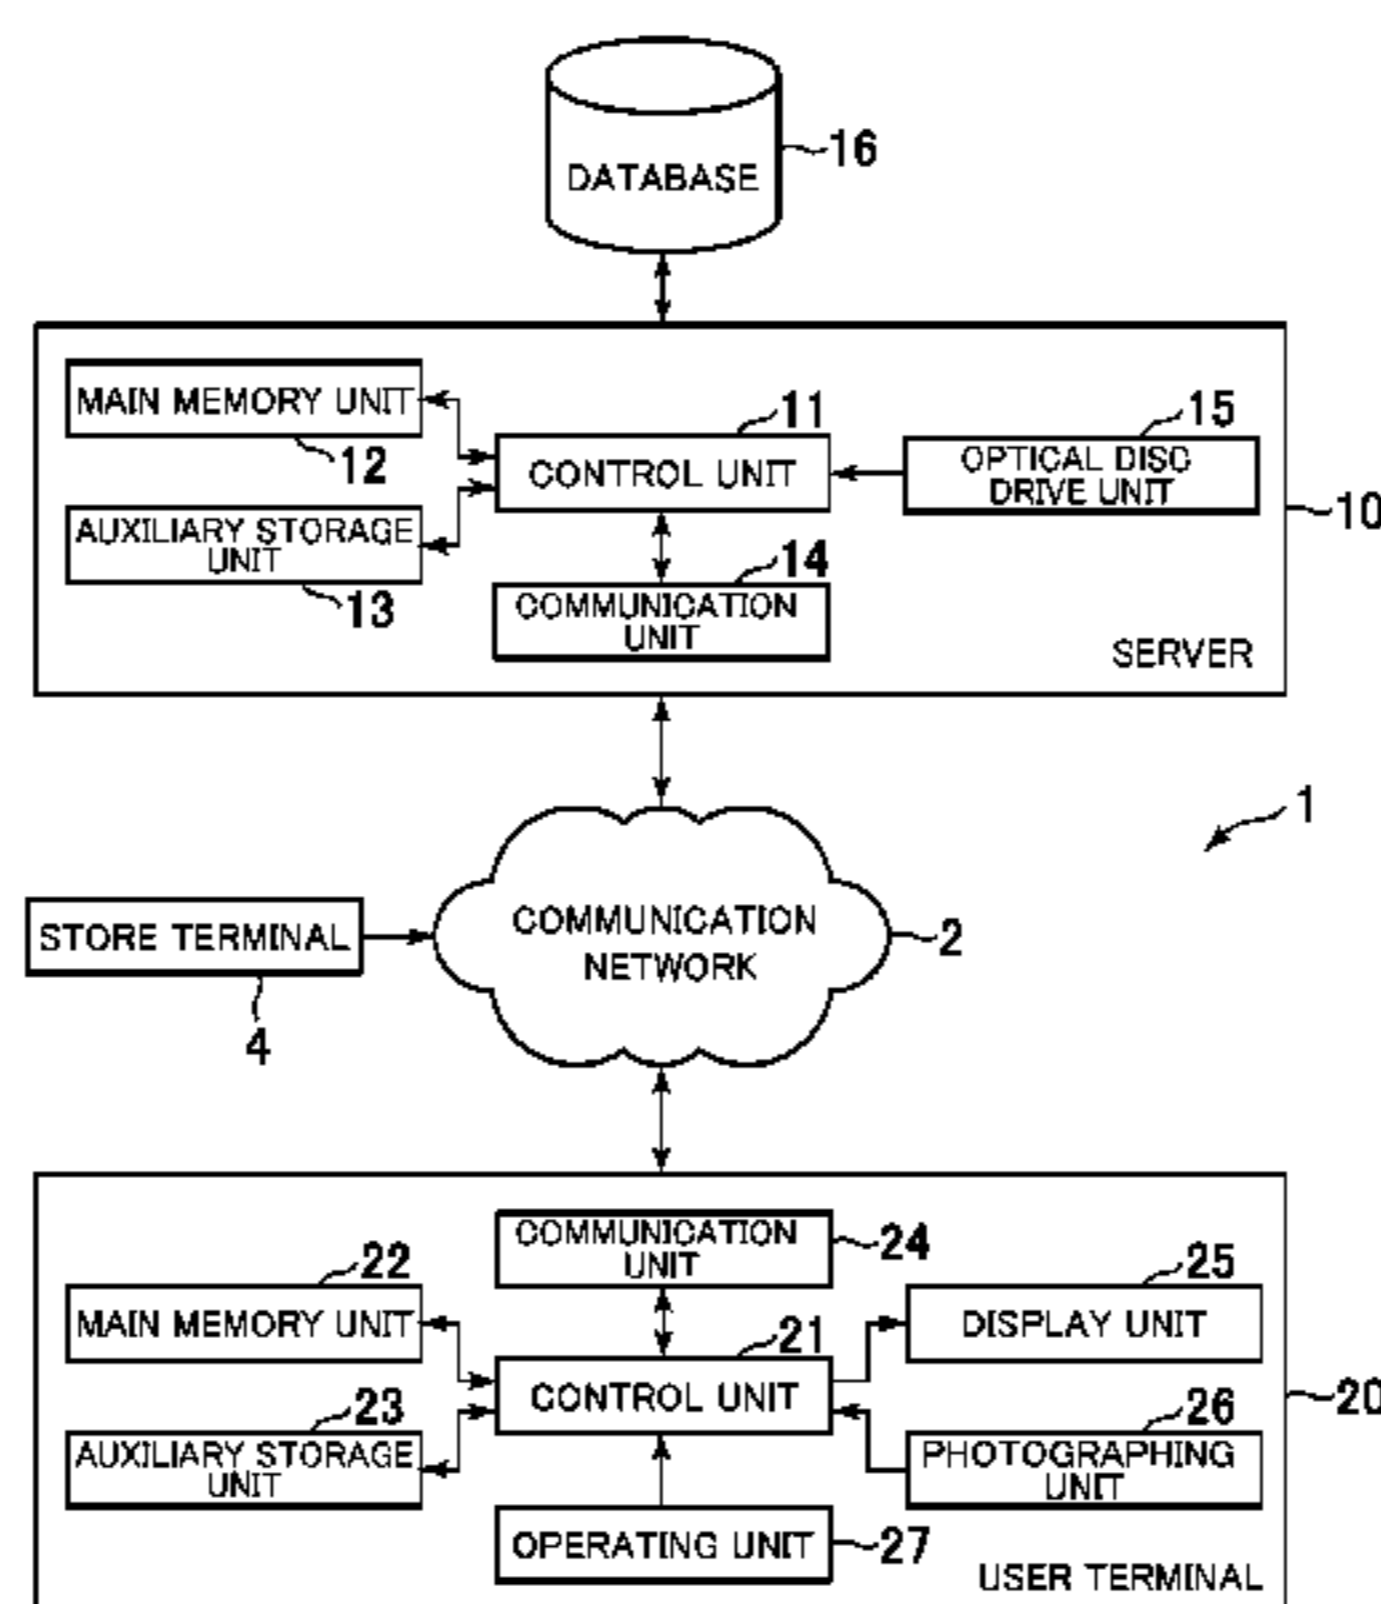 DATABASE
16
MAIN MEMORY UNIT
12
11
CONTROL UNIT
15
OPTICAL DISC
DRIVE UNIT
10
AUXILIARY STORAGE
UNIT
13
14
COMMUNICATION
UNIT
SERVER
1
STORE TERMINAL
4
COMMUNICATION
NETWORK
2
COMMUNICATION
UNIT
24
22
MAIN MEMORY UNIT
21
CONTROL UNIT
25
DISPLAY UNIT
20
23
AUXILIARY STORAGE
UNIT
26
PHOTOGRAPHING
UNIT
OPERATING UNIT
27
USER TERMINAL